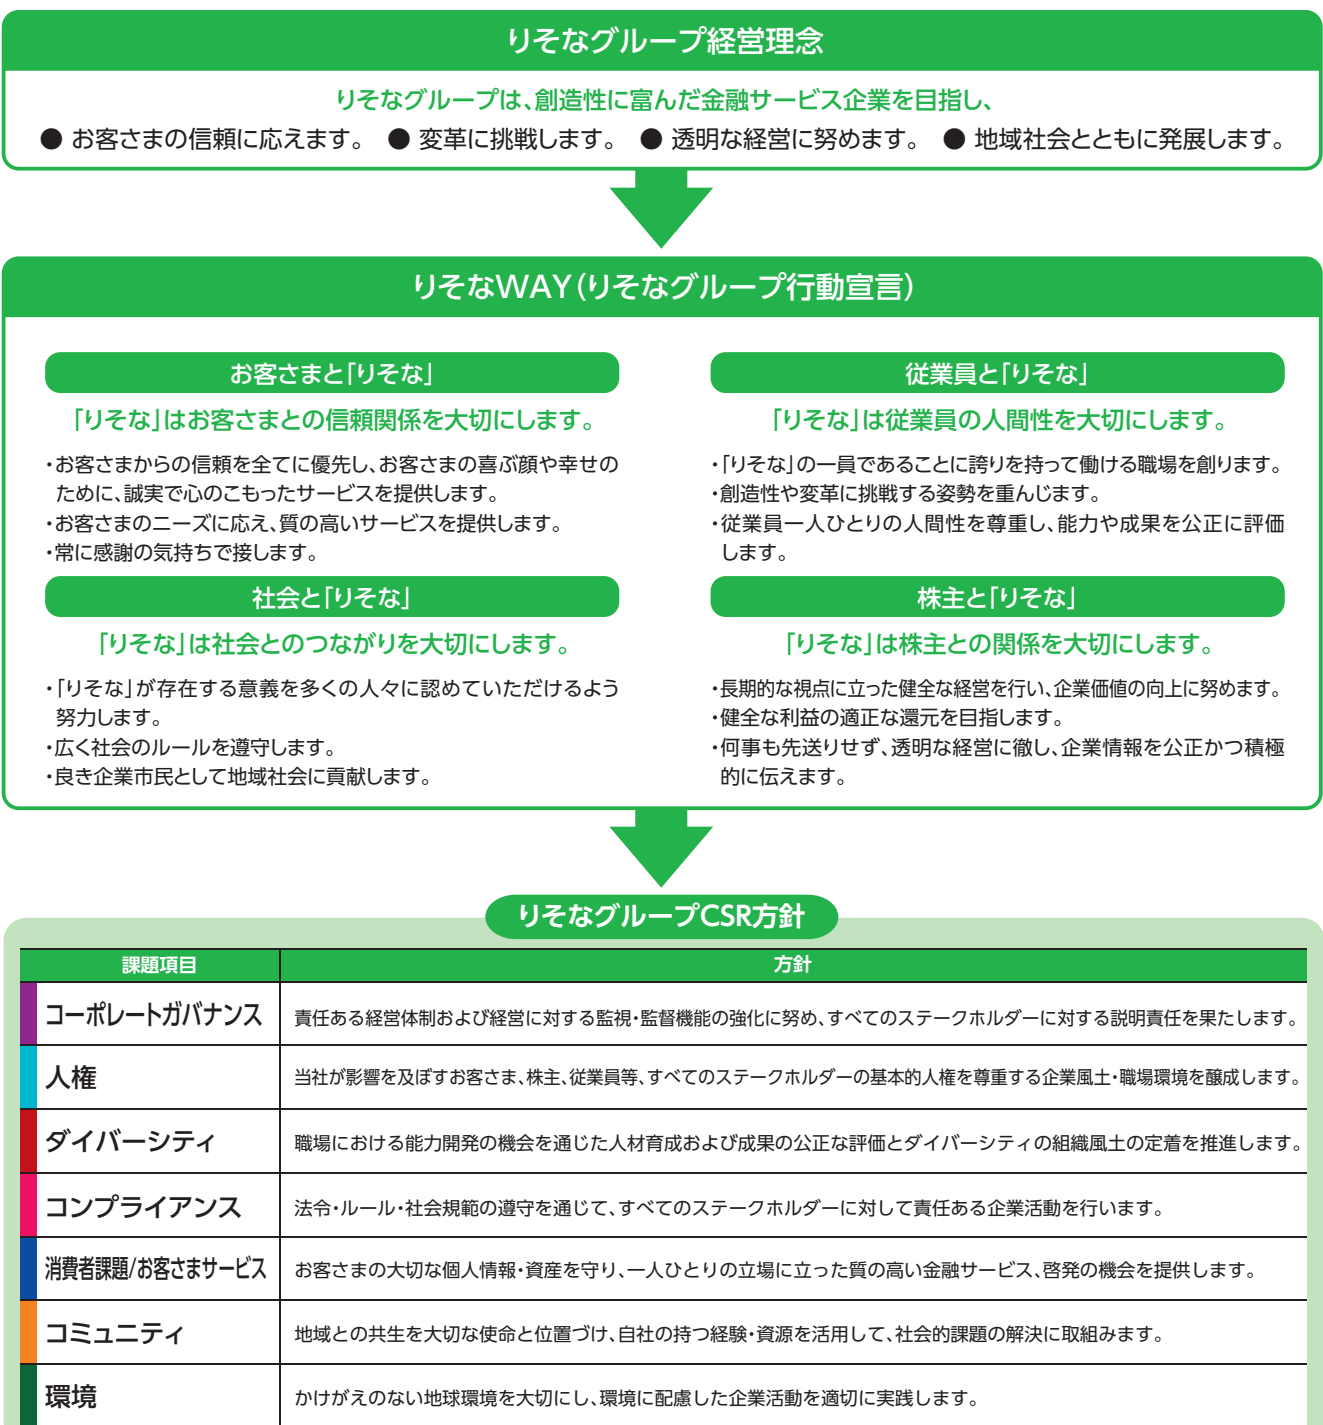 りそなグループ経営理念
りそなグループは、創造性に富んだ金融サービス企業を目指し、
● お客さまの信頼に応えます。 ● 変革に挑戦します。 ● 透明な経営に努めます。 ● 地域社会とともに発展します。
りそなWAY(りそなグループ行動宣言)
お客さまと「りそな」
「りそな」はお客さまとの信頼関係を大切にします。
・お客さまからの信頼を全てに優先し、お客さまの喜ぶ顔や幸せの
ために、誠実で心のこもったサービスを提供します。
・お客さまのニーズに応え、質の高いサービスを提供します。
・常に感謝の気持ちで接します。
従業員と「りそな」
「りそな」は従業員の人間性を大切にします。
・「りそな」の一員であることに誇りを持って働ける職場を創ります。
・創造性や変革に挑戦する姿勢を重んじます。
・従業員一人ひとりの人間性を尊重し、能力や成果を公正に評価
します。
社会と「りそな」
「りそな」は社会とのつながりを大切にします。
・「りそな」が存在する意義を多くの人々に認めていただけるよう
努力します。
・広く社会のルールを遵守します。
・良き企業市民として地域社会に貢献します。
株主と「りそな」
「りそな」は株主との関係を大切にします。
・長期的な視点に立った健全な経営を行い、企業価値の向上に努めます。
・健全な利益の適正な還元を目指します。
・何事も先送りせず、透明な経営に徹し、企業情報を公正かつ積極
的に伝えます。
りそなグループCSR方針
課題項目 方針
コーポレートガバナンス 責任ある経営体制および経営に対する監視・監督機能の強化に努め、すべてのステークホルダーに対する説明責任を果たします。
人権 当社が影響を及ぼすお客さま、株主、従業員等、すべてのステークホルダーの基本的人権を尊重する企業風土・職場環境を醸成します。
ダイバーシティ 職場における能力開発の機会を通じた人材育成および成果の公正な評価とダイバーシティの組織風土の定着を推進します。
コンプライアンス 法令・ルール・社会規範の遵守を通じて、すべてのステークホルダーに対して責任ある企業活動を行います。
消費者課題/お客さまサービス お客さまの大切な個人情報・資産を守り、一人ひとりの立場に立った質の高い金融サービス、啓発の機会を提供します。
コミュニティ 地域との共生を大切な使命と位置づけ、自社の持つ経験・資源を活用して、社会的課題の解決に取組みます。
環境 かけがえのない地球環境を大切にし、環境に配慮した企業活動を適切に実践します。